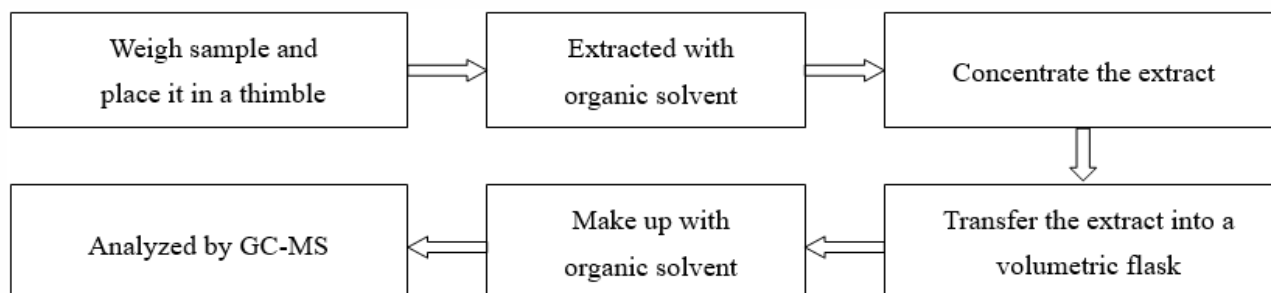 Weigh sample and
place it in a thimble
Extracted with
organic solvent
Concentrate the extract
Transfer the extract into a
volumetric flask
Make up with
organic solvent
Analyzed by GC-MS